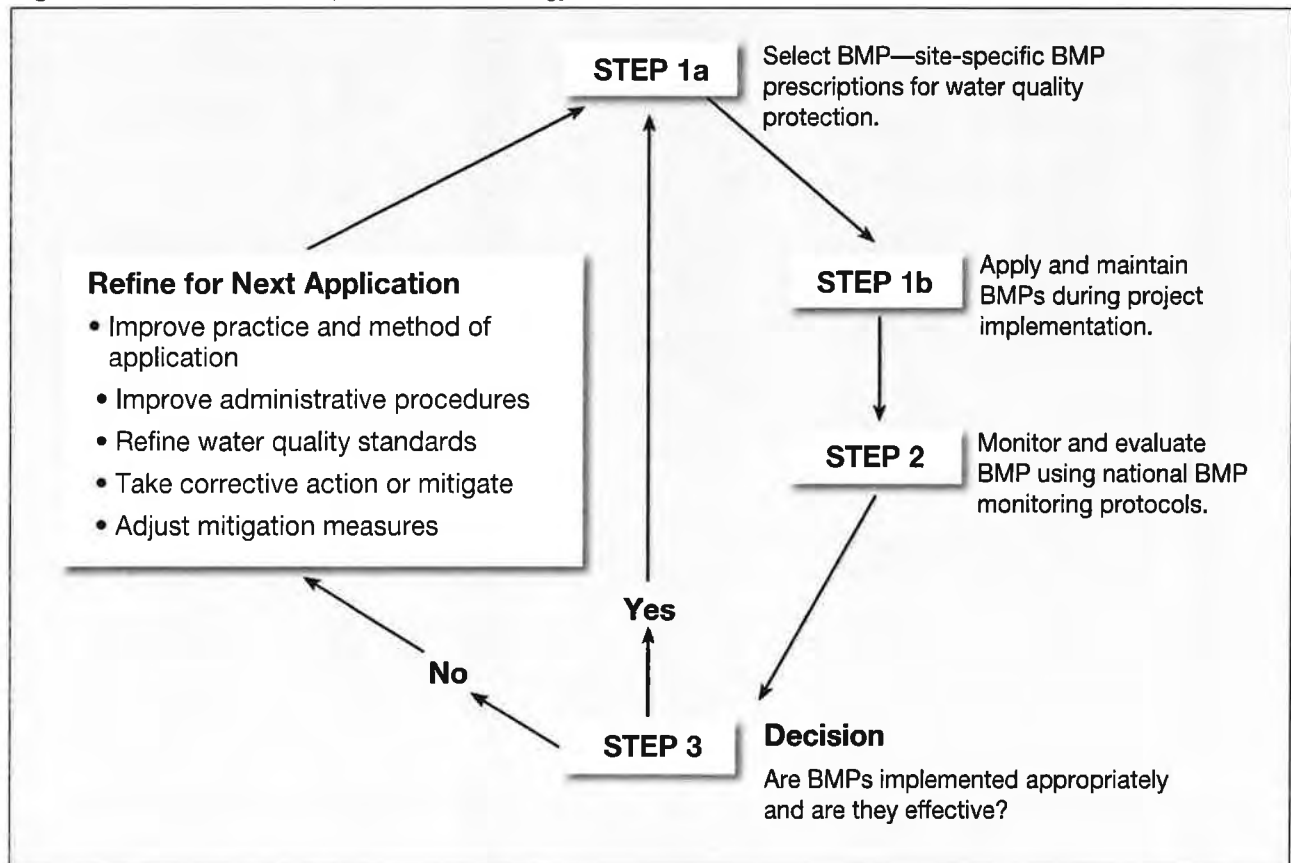 STEP 1a
Select BMP—site-specific BMP
prescriptions for water quality
protection.
STEP 1b
Apply and maintain
BMPs during project
implementation.
STEP 2
Monitor and evaluate
BMP using national BMP
monitoring protocols.
STEP 3
Decision
Are BMPs implemented appropriately
and are they effective?
Yes
No
Refine for Next Application
• Improve practice and method of
application
• Improve administrative procedures
• Refine water quality standards
• Take corrective action or mitigate
• Adjust mitigation measures